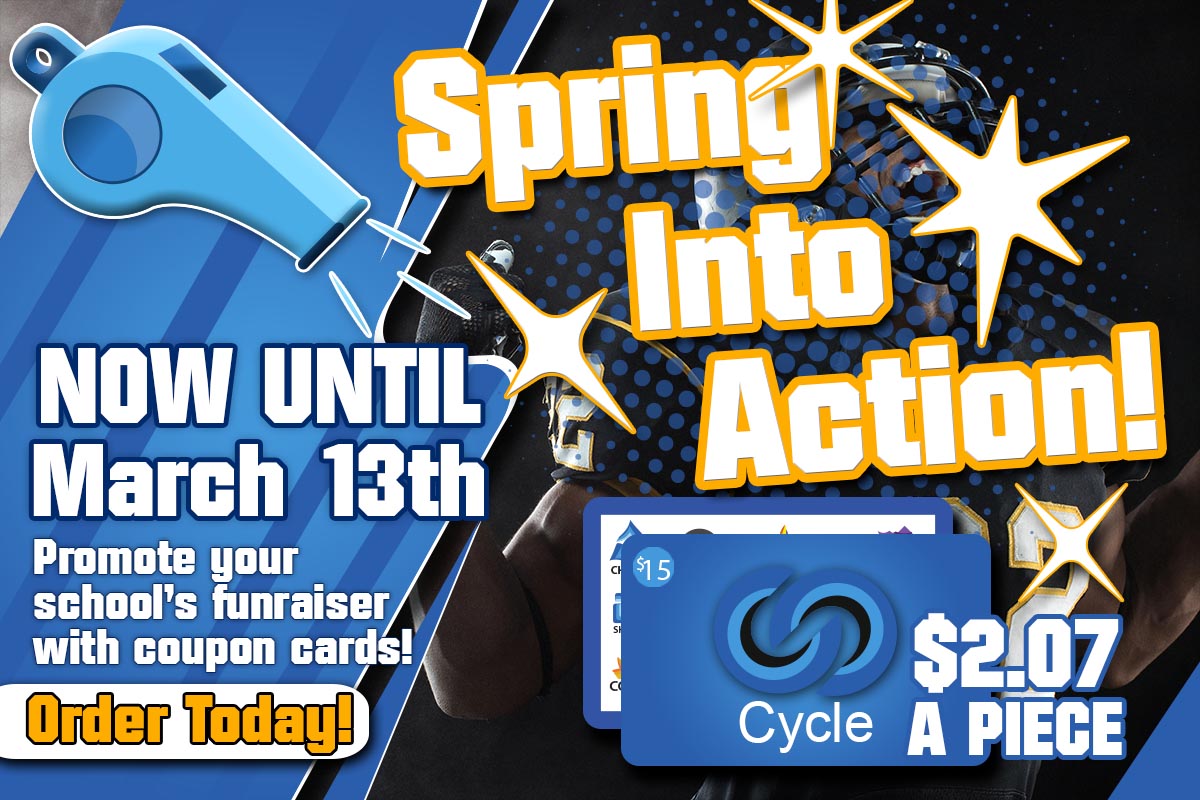 Spring
Into
Action!
NOW UNTIL
March 13th
Promote your
school's funraiser
with coupon cards!
Order Today!
$15
Cycle
$2.07
A PIECE